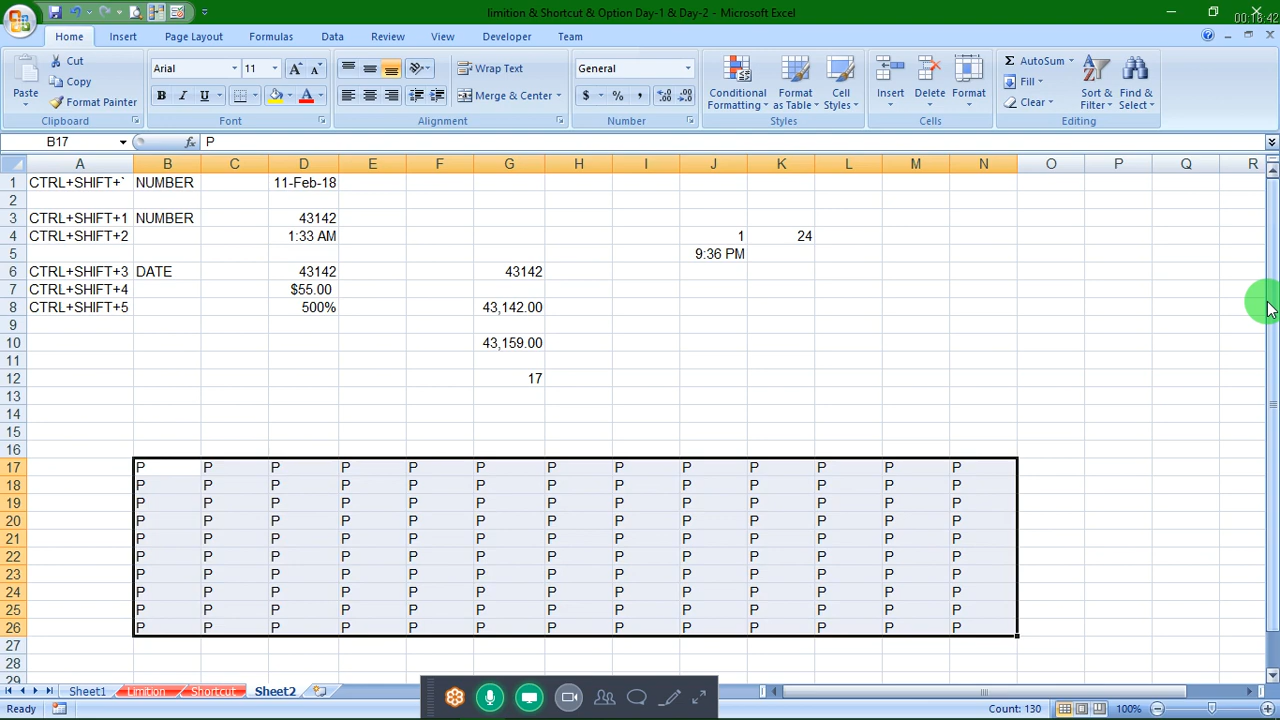 limition & Shortcut & Option Day-1 & Day-2 - Microsoft Excel
00:16:42
Home Insert Page Layout Formulas Data Review View Developer Team
Paste Cut Copy Format Painter Clipboard
Arial 11 B I U A Font
Wrap Text Merge & Center Alignment
General $ % , Number
Conditional Formatting Format as Table Cell Styles Styles
Insert Delete Format Cells
AutoSum Fill Clear Sort & Filter Find & Select Editing
B17 fx P
A B C D E F G H I J K L M N O P Q R
1 CTRL+SHIFT+` NUMBER 11-Feb-18
2
3 CTRL+SHIFT+1 NUMBER 43142
4 CTRL+SHIFT+2 1:33 AM 1 24
5 9:36 PM
6 CTRL+SHIFT+3 DATE 43142 43142
7 CTRL+SHIFT+4 $55.00
8 CTRL+SHIFT+5 500% 43,142.00
9
10 43,159.00
11
12 17
13
14
15
16
17 P P P P P P P P P P P P P
18 P P P P P P P P P P P P P
19 P P P P P P P P P P P P P
20 P P P P P P P P P P P P P
21 P P P P P P P P P P P P P
22 P P P P P P P P P P P P P
23 P P P P P P P P P P P P P
24 P P P P P P P P P P P P P
25 P P P P P P P P P P P P P
26 P P P P P P P P P P P P P
27
28
29
Sheet1 Limition Shortcut Sheet2
Ready Count: 130 100%